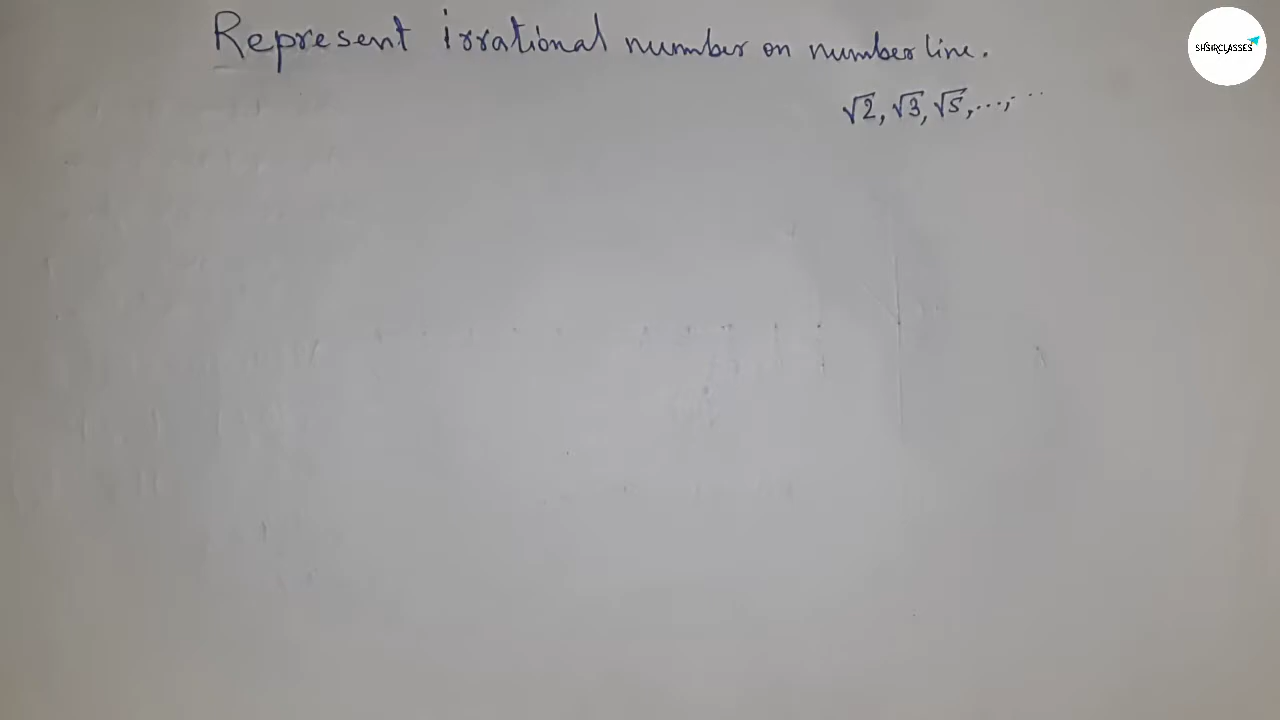 Represent irrational number on number line.
√2, √3, √5, ..., ...
SHSIRCLASSES